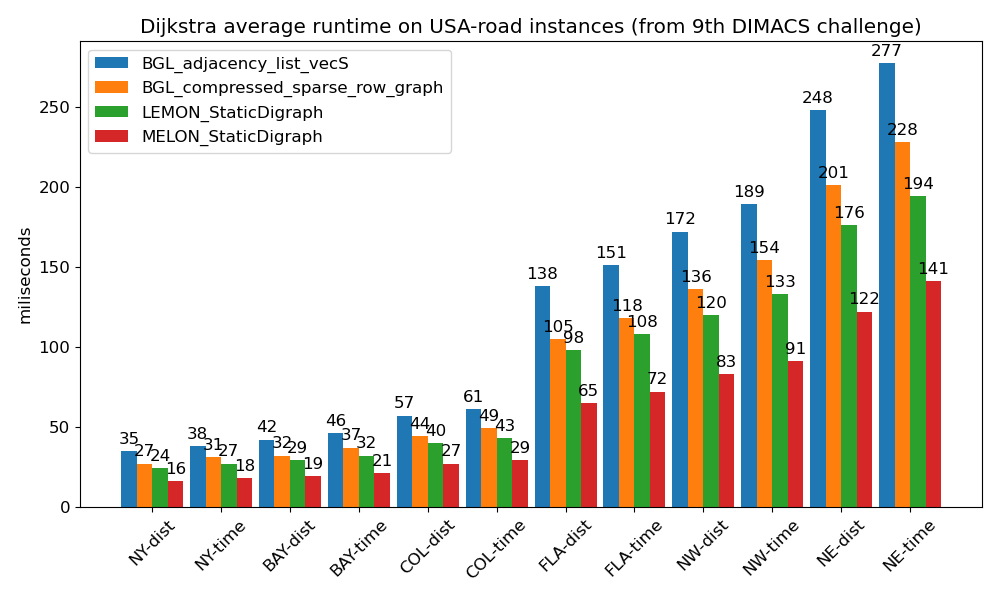 Dijkstra average runtime on USA-road instances (from 9th DIMACS challenge)
BGL_adjacency_list_vecS
BGL_compressed_sparse_row_graph
LEMON_StaticDigraph
MELON_StaticDigraph
miliseconds
250
200
150
100
50
0
35 27 24 16
38 31 27 18
42 32 29 19
46 37 32 21
57 44 40 27
61 49 43 29
138 105 98 65
151 118 108 72
172 136 120 83
189 154 133 91
248 201 176 122
277 228 194 141
NY-dist
NY-time
BAY-dist
BAY-time
COL-dist
COL-time
FLA-dist
FLA-time
NW-dist
NW-time
NE-dist
NE-time